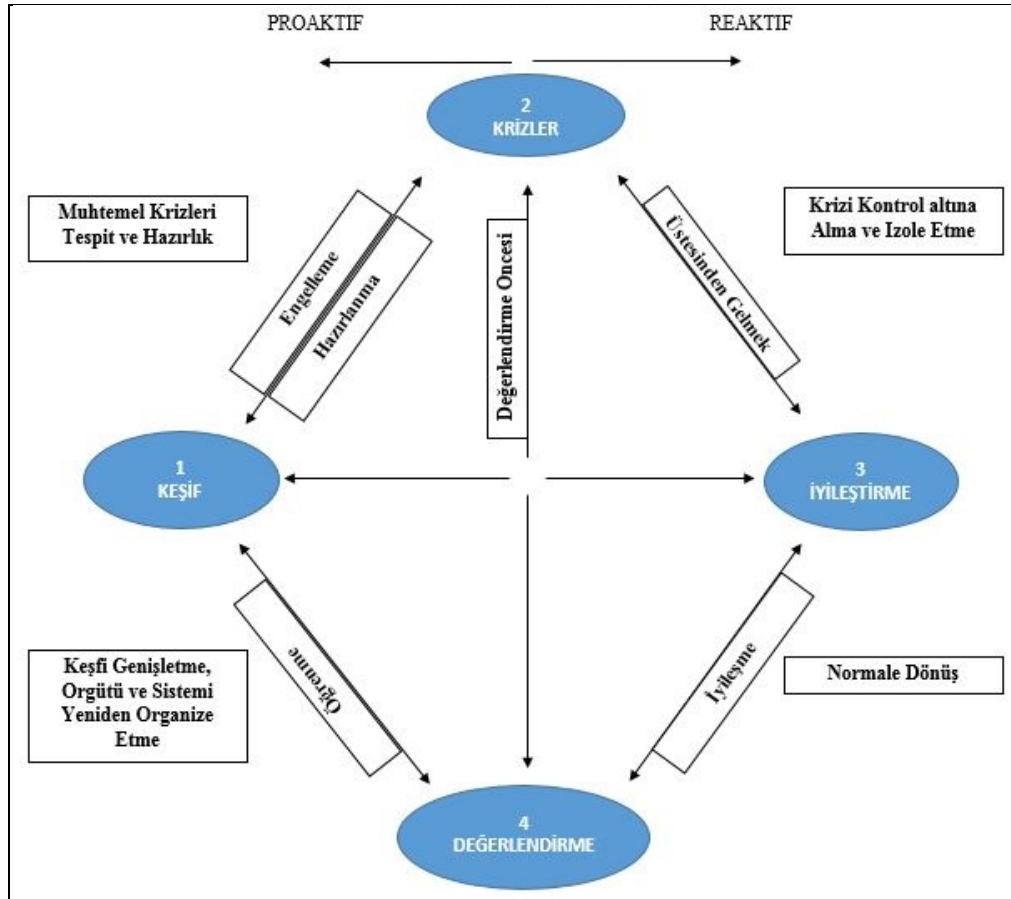 PROAKTIF
REAKTIF
2
KRİZLER
Muhtemel Krizleri
Tespit ve Hazırlık
Engelleme
Hazırlanma
Değerlendirme Oncesi
Üstesinden Gelmek
Krizi Kontrol altına
Alma ve Izole Etme
1
KEŞİF
3
İYİLEŞTİRME
Keşfi Genişletme,
Orgütü ve Sistemi
Yeniden Organize
Etme
Öğrenme
İyileşme
Normale Dönüş
4
DEĞERLENDİRME